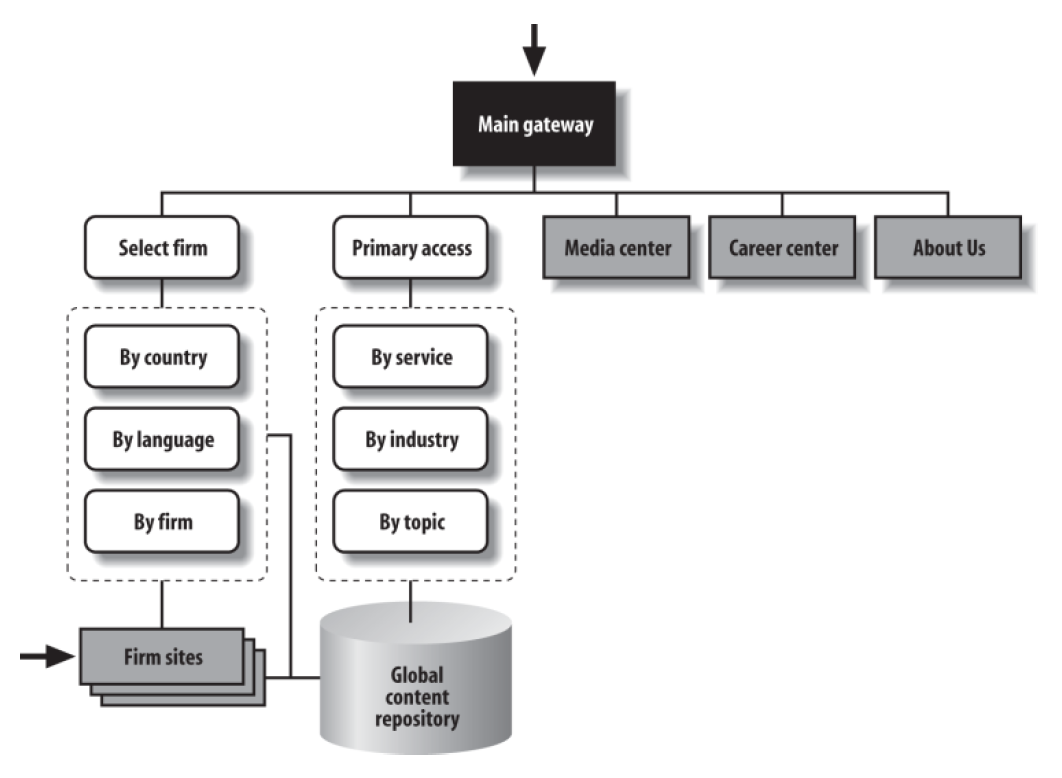 Main gateway
Select firm
Primary access
Media center
Career center
About Us
By country
By language
By firm
By service
By industry
By topic
Firm sites
Global
content
repository